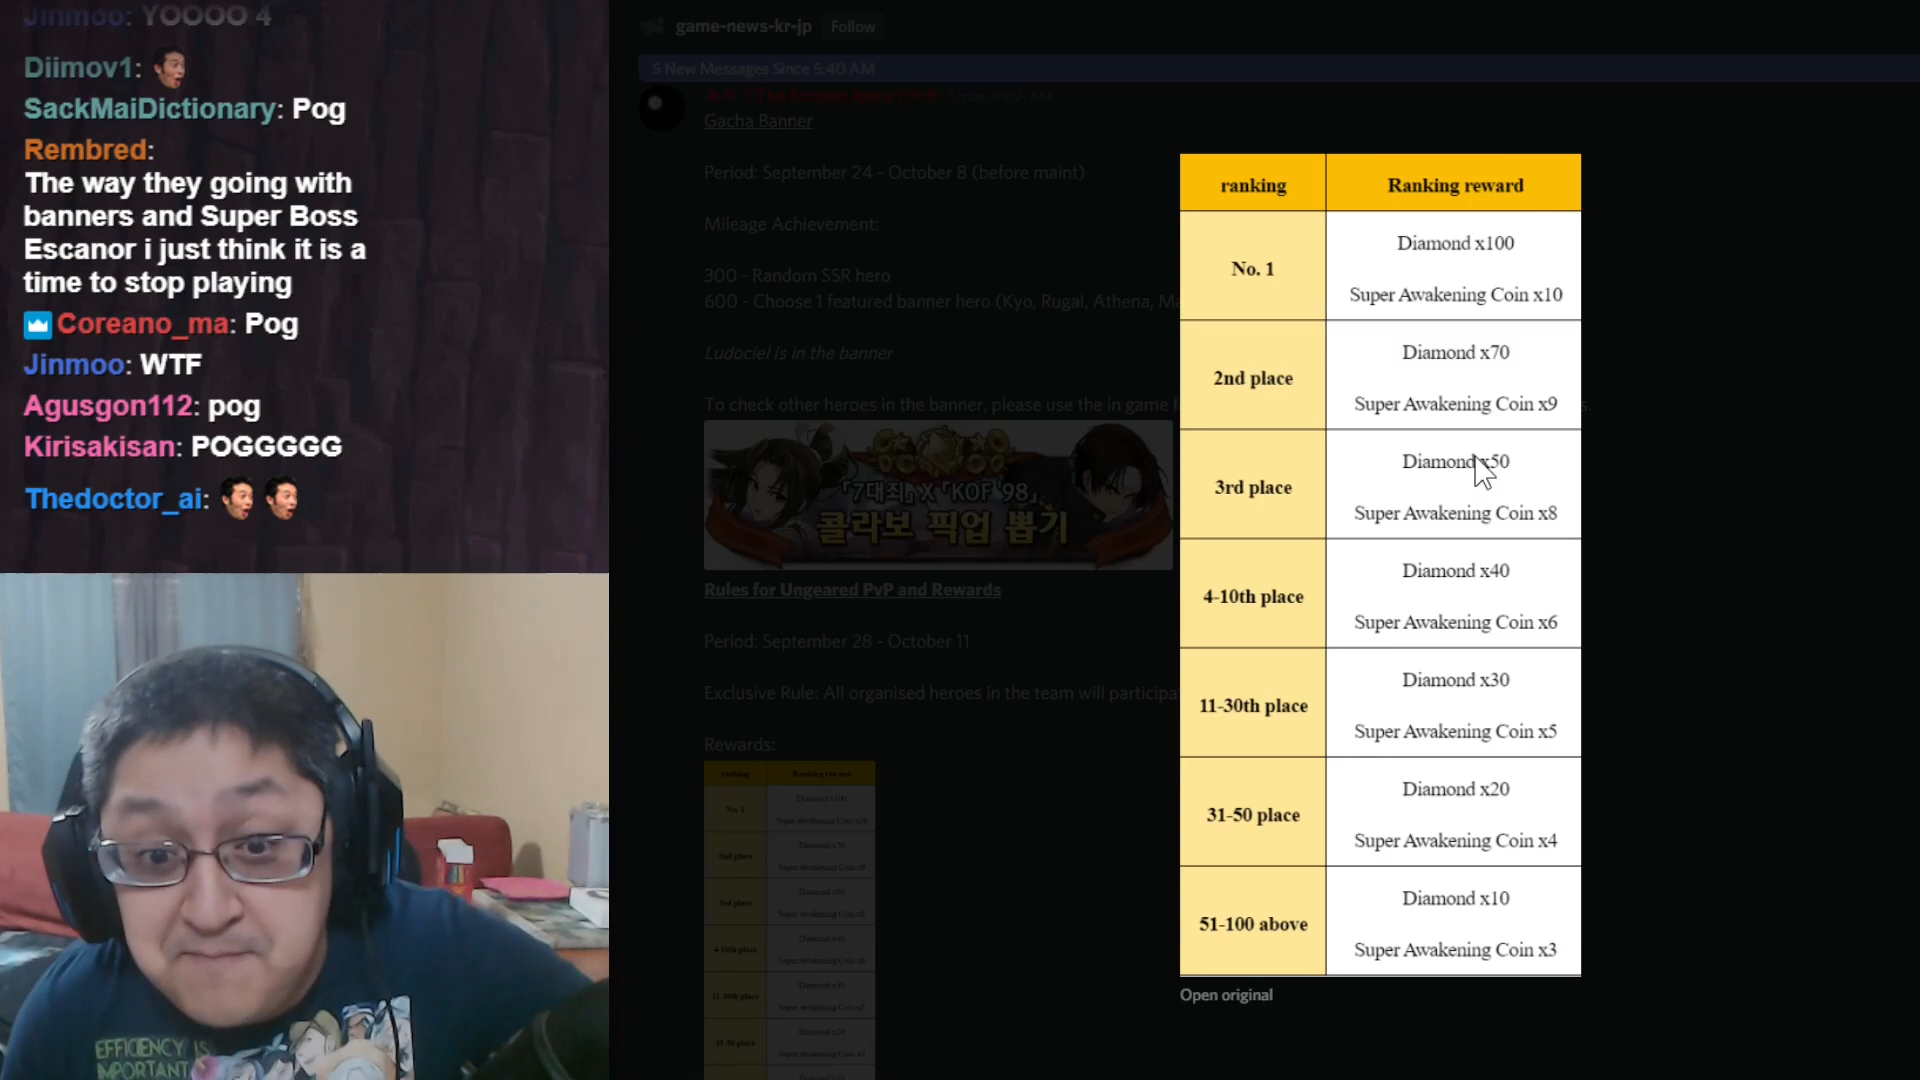 Jinmoo: YOOOO 4
Diimov1:
SackMaiDictionary: Pog
Rembred:
The way they going with
banners and Super Boss
Escanor i just think it is a
time to stop playing
Coreano_ma: Pog
Jinmoo: WTF
Agusgon112: pog
Kirisakisan: POGGGGG
Thedoctor_ai:
EFFICIENCY IS
IMPORTANT
game-news-kr-jp Follow
5 New Messages Since 5:40 AM
Gacha Banner
Period: September 24 - October 8 (before maint)
Mileage Achievement:
300 - Random SSR hero
600 - Choose 1 featured banner hero (Kyo, Rugal, Athena,
Ludociel is in the banner
To check other heroes in the banner, please use the in game
「7대죄」 X 「KOF '98」
콜라보 픽업 뽑기
Rules for Ungeared PvP and Rewards
Period: September 28 - October 11
Exclusive Rule: All organised heroes in the team will
Rewards:
ranking Ranking reward
No. 1 Diamond x100
Super Awakening Coin x10
2nd place Diamond x70
Super Awakening Coin x9
3rd place Diamond x50
Super Awakening Coin x8
4-10th place Diamond x40
Super Awakening Coin x6
11-30th place Diamond x30
Super Awakening Coin x5
31-50 place Diamond x20
Super Awakening Coin x4
51-100 above Diamond x10
Super Awakening Coin x3
Open original